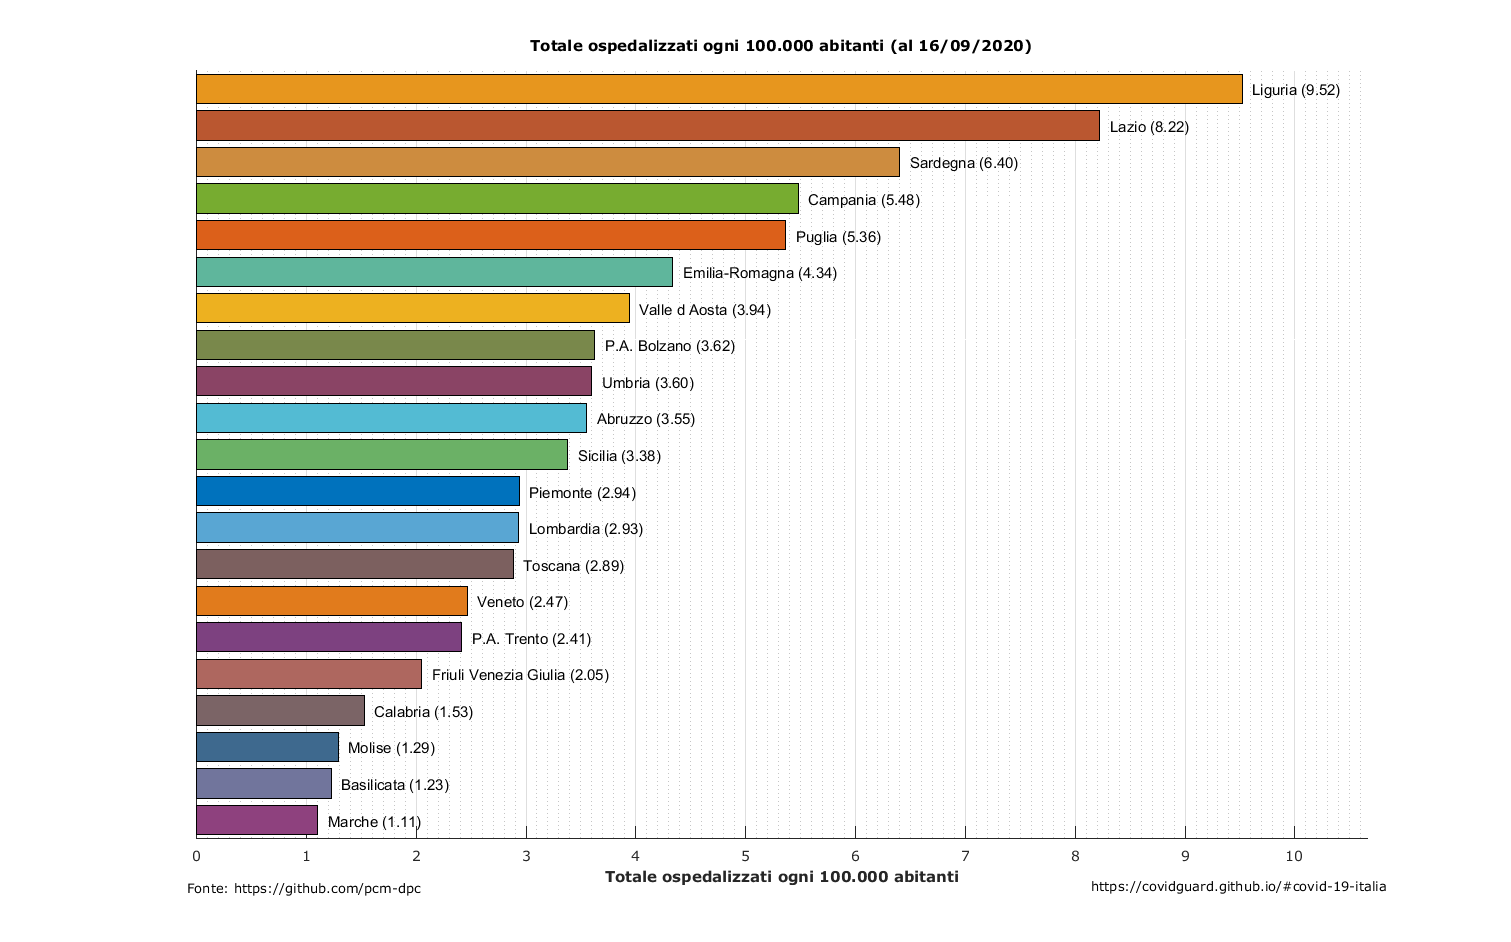 Totale ospedalizzati ogni 100.000 abitanti (al 16/09/2020)
Liguria (9.52)
Lazio (8.22)
Sardegna (6.40)
Campania (5.48)
Puglia (5.36)
Emilia-Romagna (4.34)
Valle d Aosta (3.94)
P.A. Bolzano (3.62)
Umbria (3.60)
Abruzzo (3.55)
Sicilia (3.38)
Piemonte (2.94)
Lombardia (2.93)
Toscana (2.89)
Veneto (2.47)
P.A. Trento (2.41)
Friuli Venezia Giulia (2.05)
Calabria (1.53)
Molise (1.29)
Basilicata (1.23)
Marche (1.11)
0 1 2 3 4 5 6 7 8 9 10
Totale ospedalizzati ogni 100.000 abitanti
Fonte: https://github.com/pcm-dpc
https://covidguard.github.io/#covid-19-italia